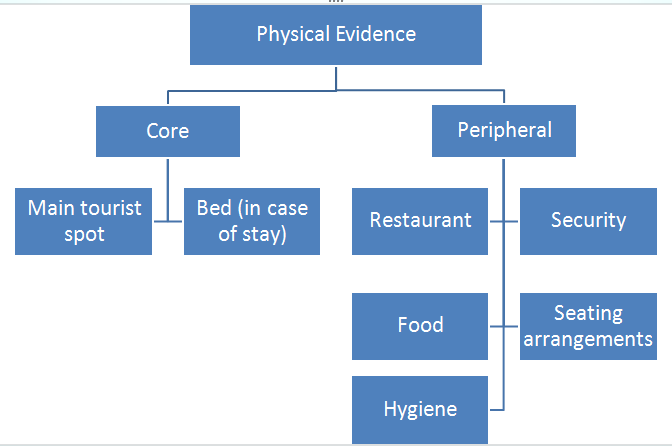 Physical Evidence
Core
Peripheral
Main tourist
spot
Bed (in case
of stay)
Restaurant
Security
Food
Seating
arrangements
Hygiene